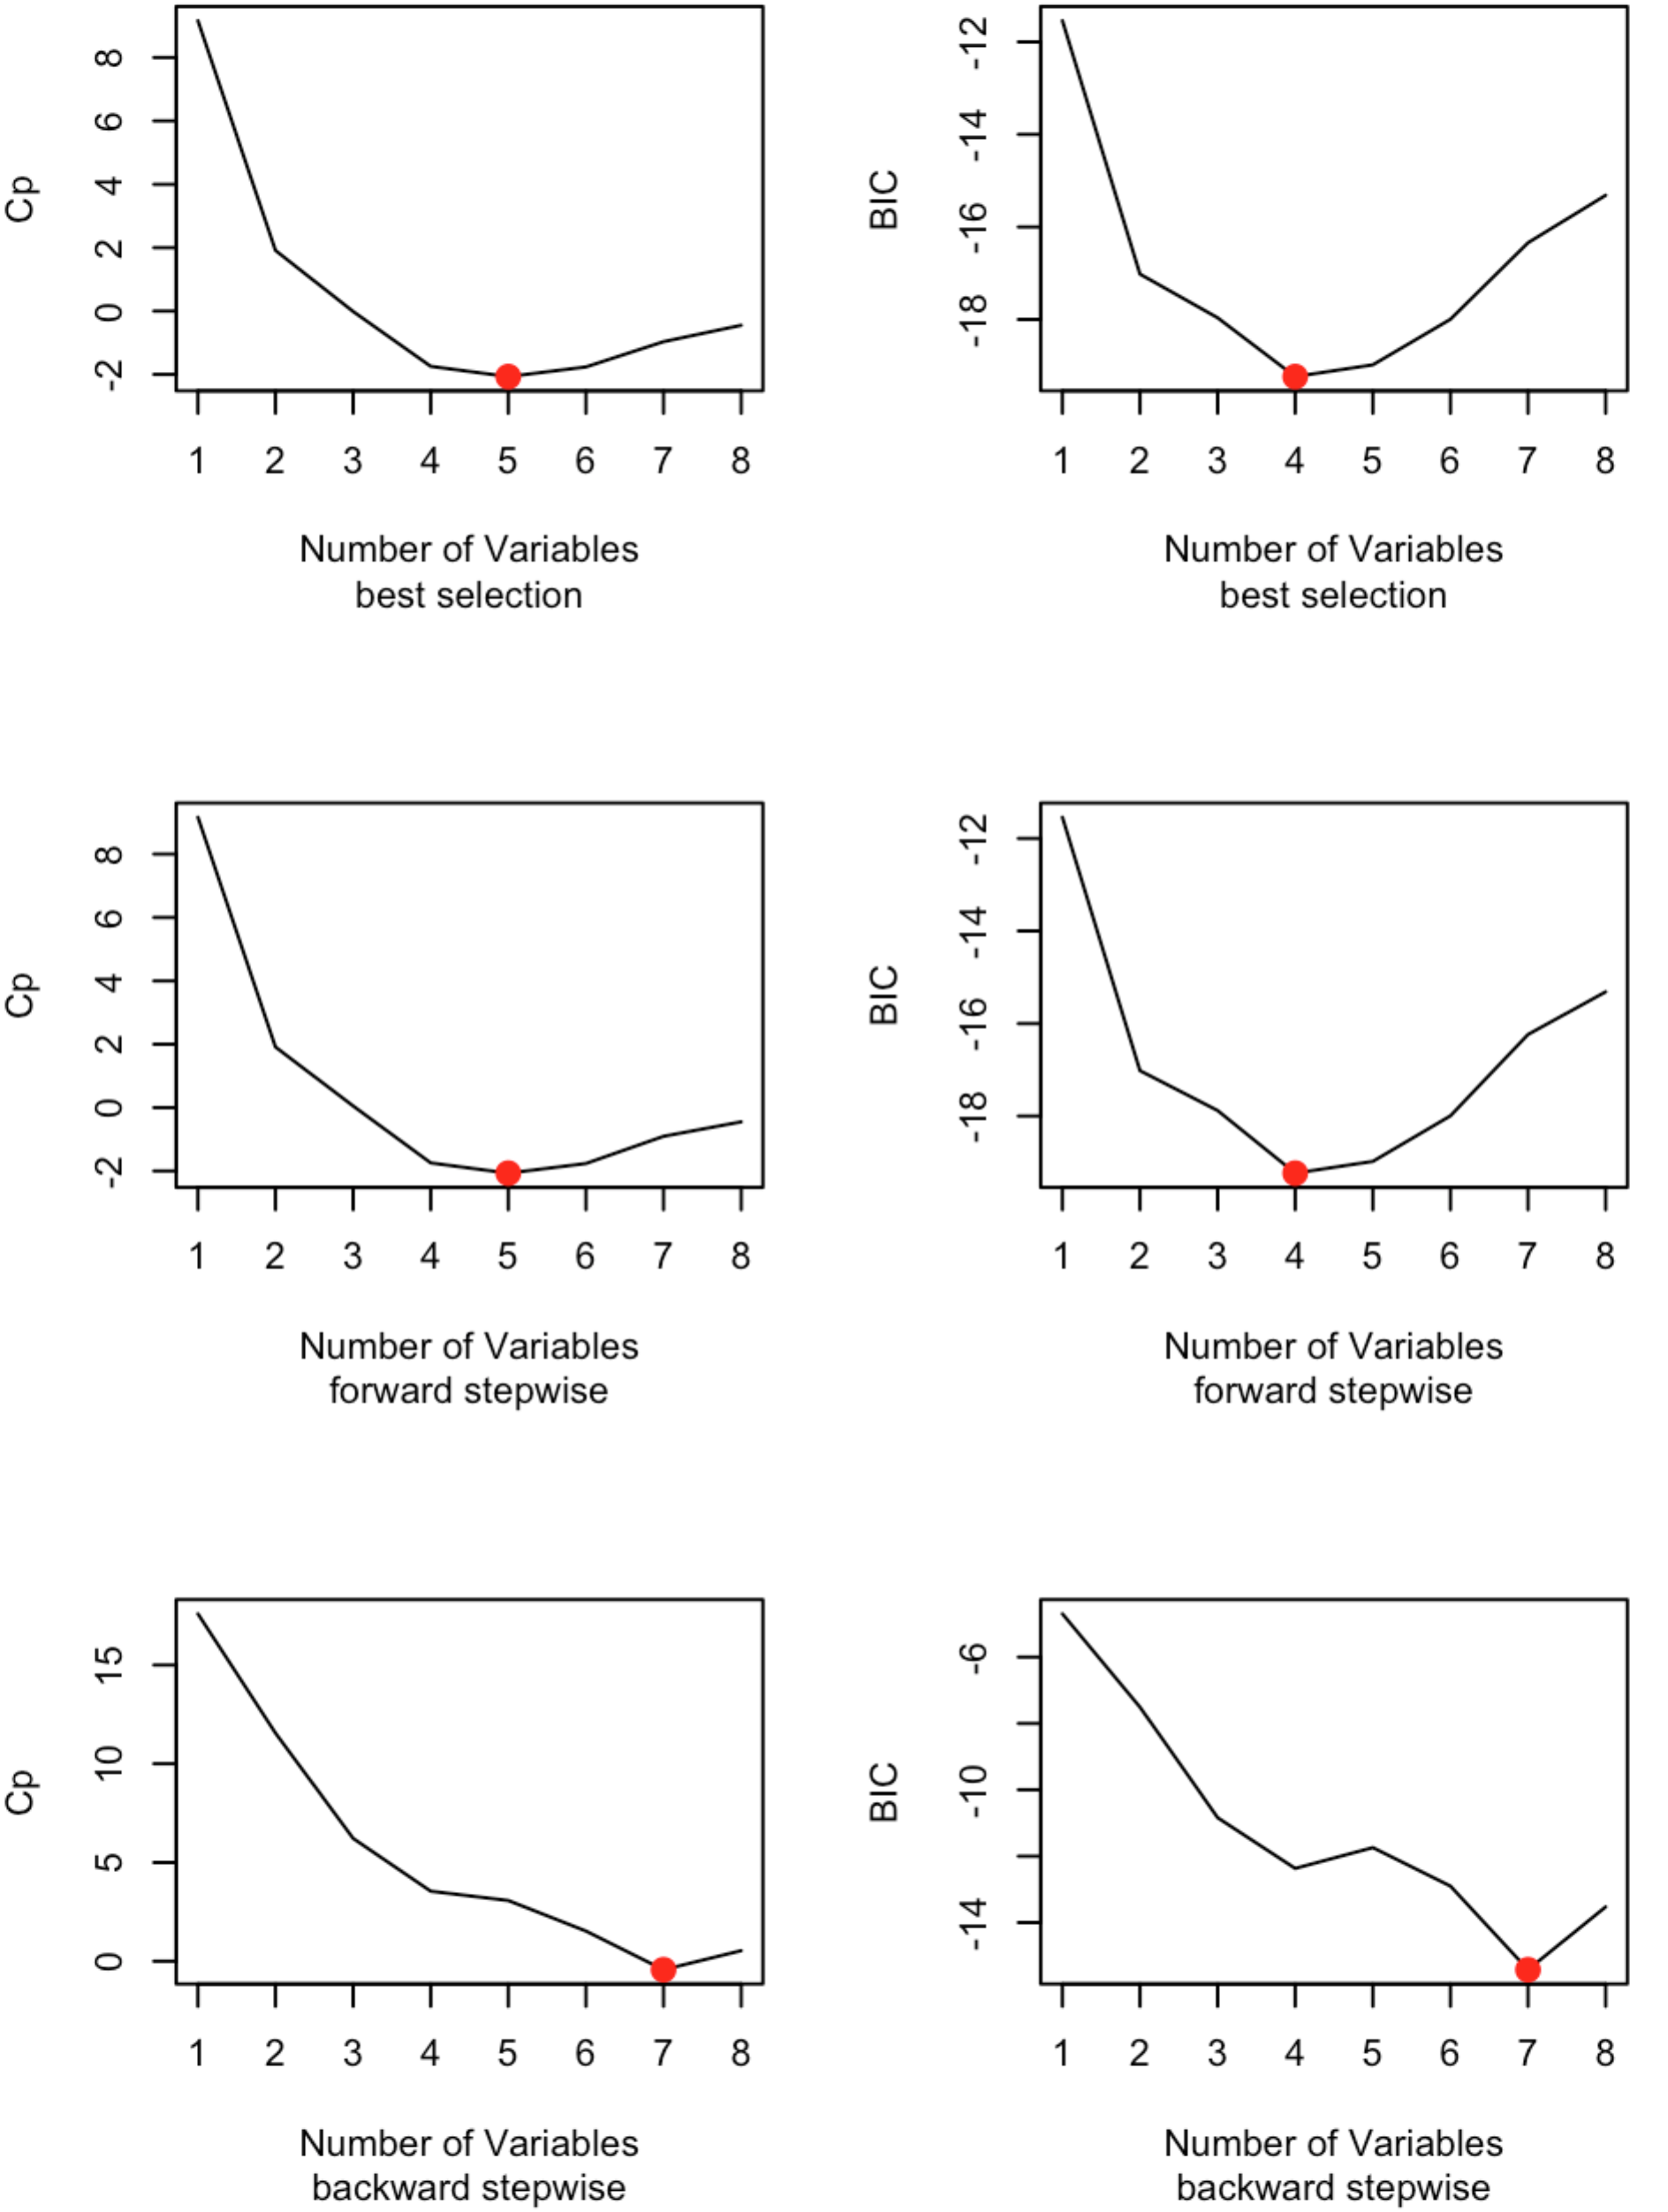 Cp
8
6
4
2
0
-2
1 2 3 4 5 6 7 8
Number of Variables
best selection
BIC
-12
-14
-16
-18
1 2 3 4 5 6 7 8
Number of Variables
best selection
Cp
8
6
4
2
0
-2
1 2 3 4 5 6 7 8
Number of Variables
forward stepwise
BIC
-12
-14
-16
-18
1 2 3 4 5 6 7 8
Number of Variables
forward stepwise
Cp
15
10
5
0
1 2 3 4 5 6 7 8
Number of Variables
backward stepwise
BIC
-6
-10
-14
1 2 3 4 5 6 7 8
Number of Variables
backward stepwise